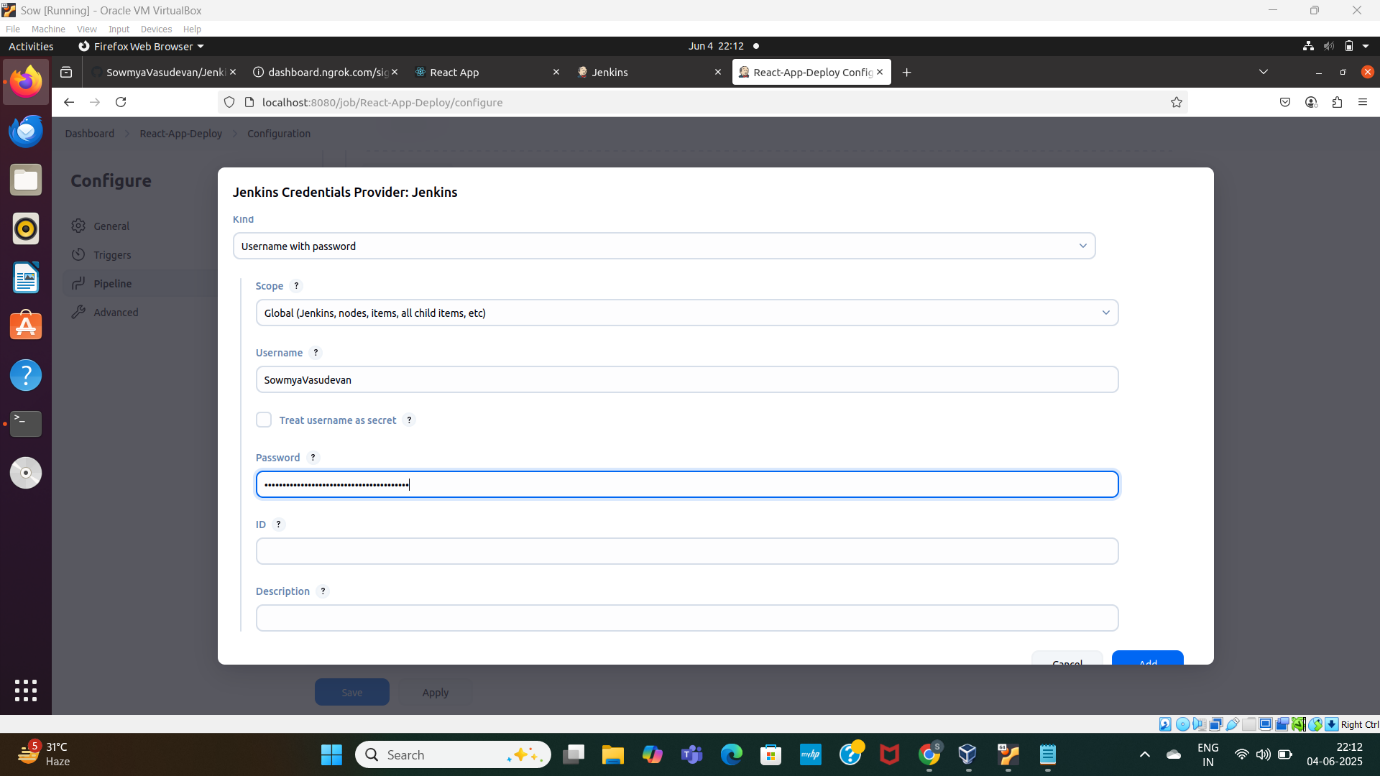 Sow [Running] - Oracle VM VirtualBox
File Machine View Input Devices Help
Activities Firefox Web Browser Jun 4 22:12
SowmyaVasudevan/Jenki dashboard.ngrok.com/sig React App Jenkins React-App-Deploy Config
localhost:8080/job/React-App-Deploy/configure
Dashboard React-App-Deploy Configuration
Configure
General
Triggers
Pipeline
Advanced
Jenkins Credentials Provider: Jenkins
Kind
Username with password
Scope ?
Global (Jenkins, nodes, items, all child items, etc)
Username ?
SowmyaVasudevan
Treat username as secret ?
Password ?
••••••••••••••••••••••••••••••••••••••••
ID ?
Description ?
Cancel Add
Save Apply
Right Ctrl
5 31°C
Haze
Search
myhp
S
ENG
IN
22:12
04-06-2025